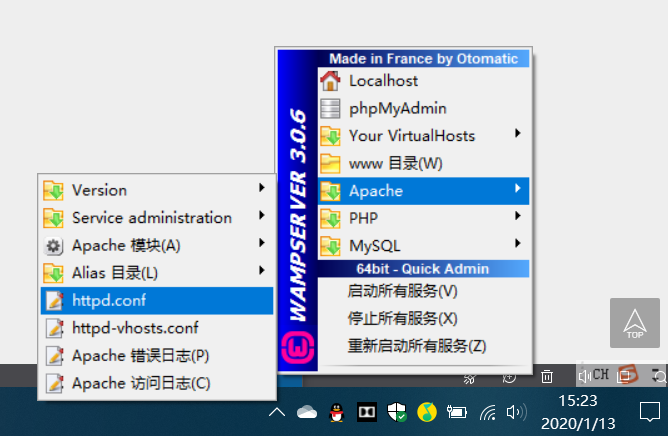 Made in France by Otomatic
Localhost
phpMyAdmin
Your VirtualHosts
www 目录(W)
Apache
PHP
MySQL
64bit - Quick Admin
启动所有服务(V)
停止所有服务(X)
重新启动所有服务(Z)
WAMPSERVER 3.0.6
Version
Service administration
Apache 模块(A)
Alias 目录(L)
httpd.conf
httpd-vhosts.conf
Apache 错误日志(P)
Apache 访问日志(C)
TOP
CH
15:23
2020/1/13